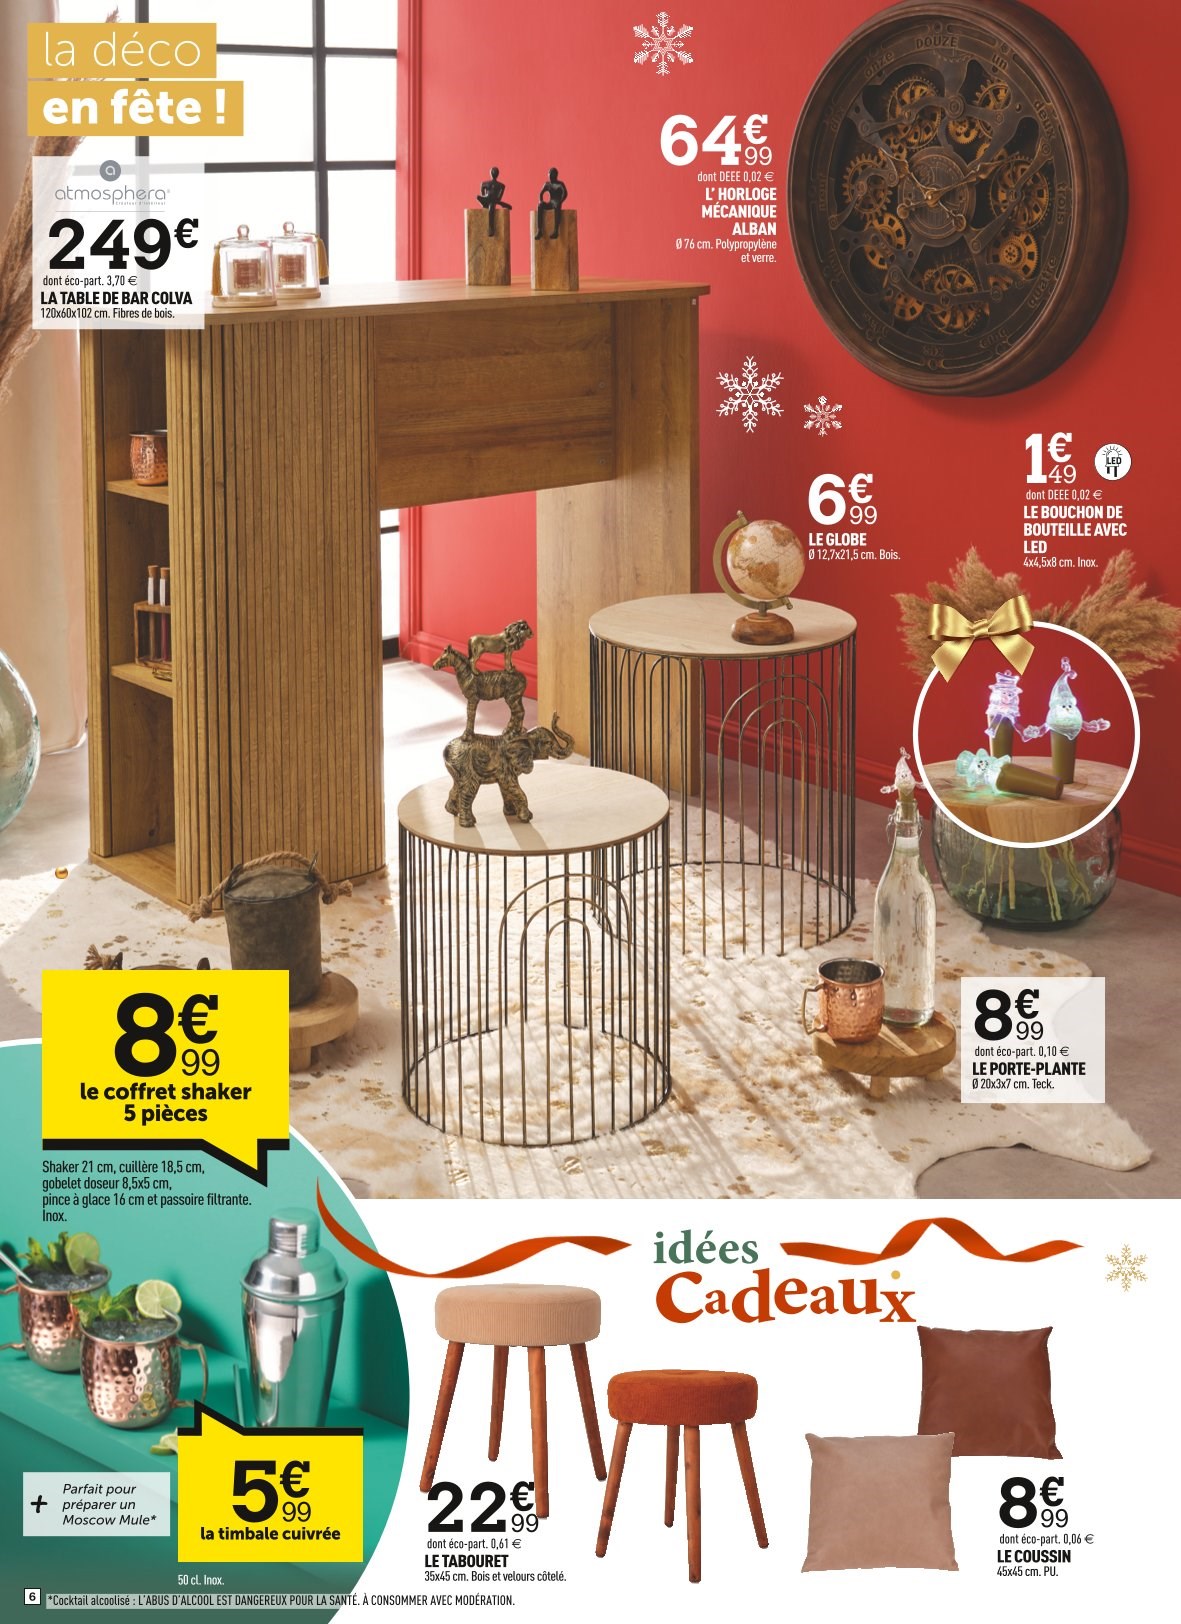 la déco
en fête !
atmosphera
249€
dont éco-part. 3,70 €
LA TABLE DE BAR COLVA
120x60x102 cm. Fibres de bois.
64€99
dont DEEE 0,02 €
L'HORLOGE
MÉCANIQUE
ALBAN
Ø 76 cm. Polypropylène
et verre.
DOUZE
6€99
LE GLOBE
Ø 12,7x21,5 cm. Bois.
1€49
LED
dont DEEE 0,02 €
LE BOUCHON DE
BOUTEILLE AVEC
LED
4x4,5x8 cm. Inox.
8€99
dont éco-part. 0,10 €
LE PORTE-PLANTE
Ø 20x3x7 cm. Teck.
8€99
le coffret shaker
5 pièces
Shaker 21 cm, cuillère 18,5 cm,
gobelet doseur 8,5x5 cm,
pince à glace 16 cm et passoire filtrante.
Inox.
idées
Cadeaux
+ Parfait pour
préparer un
Moscow Mule*
5€99
la timbale cuivrée
50 cl. Inox.
22€99
dont éco-part. 0,61 €
LE TABOURET
35x45 cm. Bois et velours côtelé.
8€99
dont éco-part. 0,06 €
LE COUSSIN
45x45 cm. PU.
6
*Cocktail alcoolisé : L'ABUS D'ALCOOL EST DANGEREUX POUR LA SANTÉ. À CONSOMMER AVEC MODÉRATION.